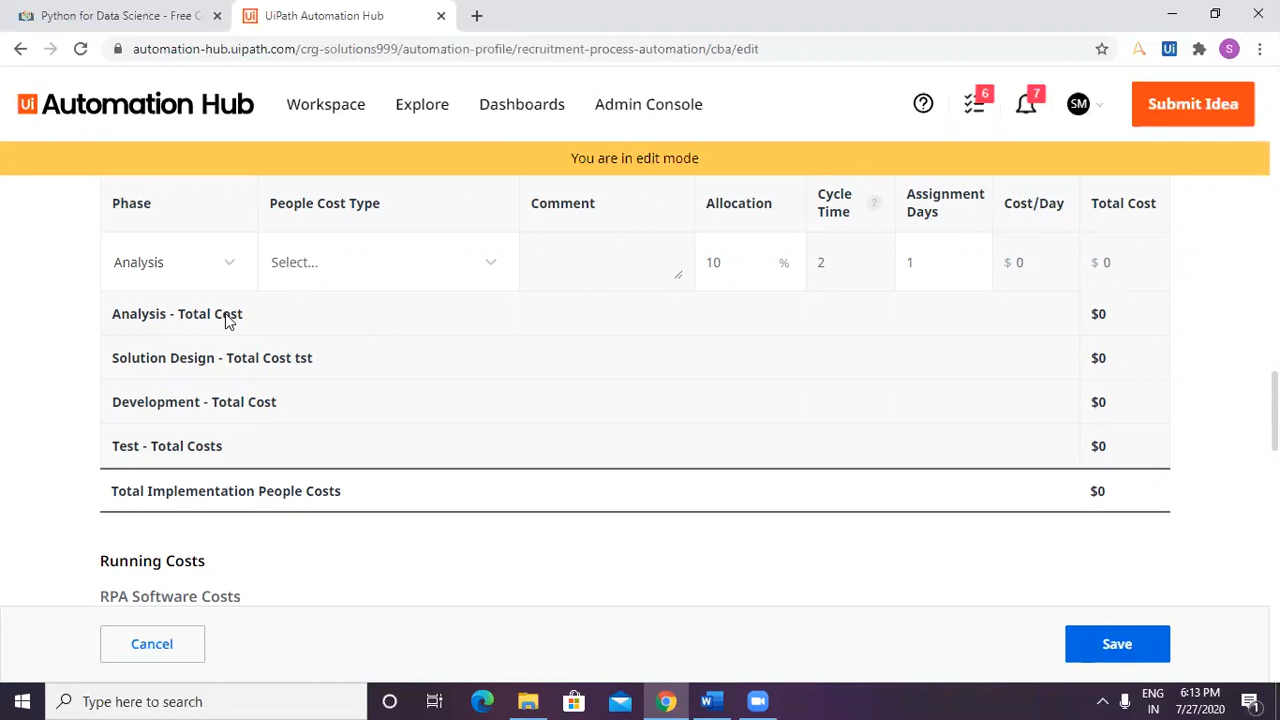 Python for Data Science - Free C
UiPath Automation Hub
automation-hub.uipath.com/crg-solutions999/automation-profile/recruitment-process-automation/cba/edit
Ui
S
Ui Automation Hub
Workspace
Explore
Dashboards
Admin Console
6
7
SM
Submit Idea
You are in edit mode
Phase
People Cost Type
Comment
Allocation
Cycle Time
Assignment Days
Cost/Day
Total Cost
Analysis
Select...
10 %
2
1
$ 0
$ 0
Analysis - Total Cost $0
Solution Design - Total Cost tst $0
Development - Total Cost $0
Test - Total Costs $0
Total Implementation People Costs $0
Running Costs
RPA Software Costs
Cancel
Save
Type here to search
ENG
IN
6:13 PM
7/27/2020
1